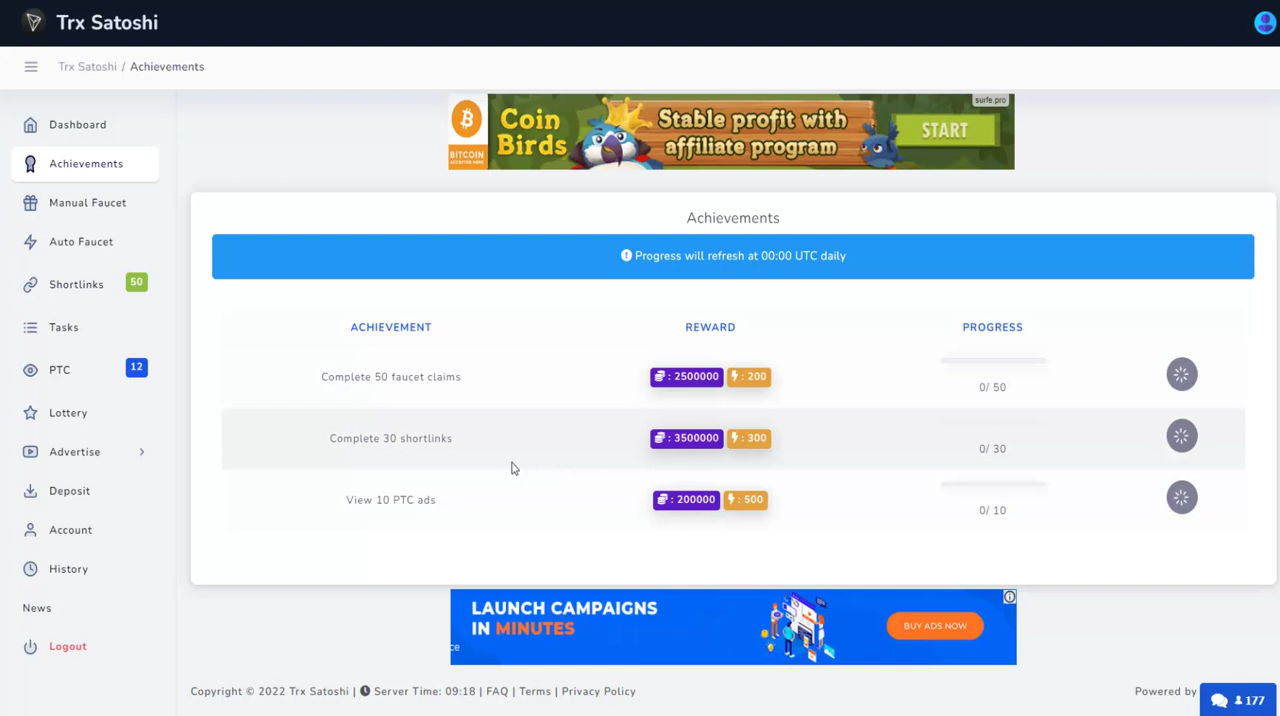 Trx Satoshi
Trx Satoshi / Achievements
Dashboard
Achievements
Manual Faucet
Auto Faucet
Shortlinks 50
Tasks
PTC 12
Lottery
Advertise
Deposit
Account
History
News
Logout
surfe.pro
BITCOIN
Coin
Birds
Stable profit with
affiliate program
START
Achievements
Progress will refresh at 00:00 UTC daily
ACHIEVEMENT REWARD PROGRESS
Complete 50 faucet claims : 2500000 : 200 0/ 50
Complete 30 shortlinks : 3500000 : 300 0/ 30
View 10 PTC ads : 200000 : 500 0/ 10
LAUNCH CAMPAIGNS
IN MINUTES
BUY ADS NOW
ce
Copyright © 2022 Trx Satoshi | Server Time: 09:18 | FAQ | Terms | Privacy Policy
Powered by
177